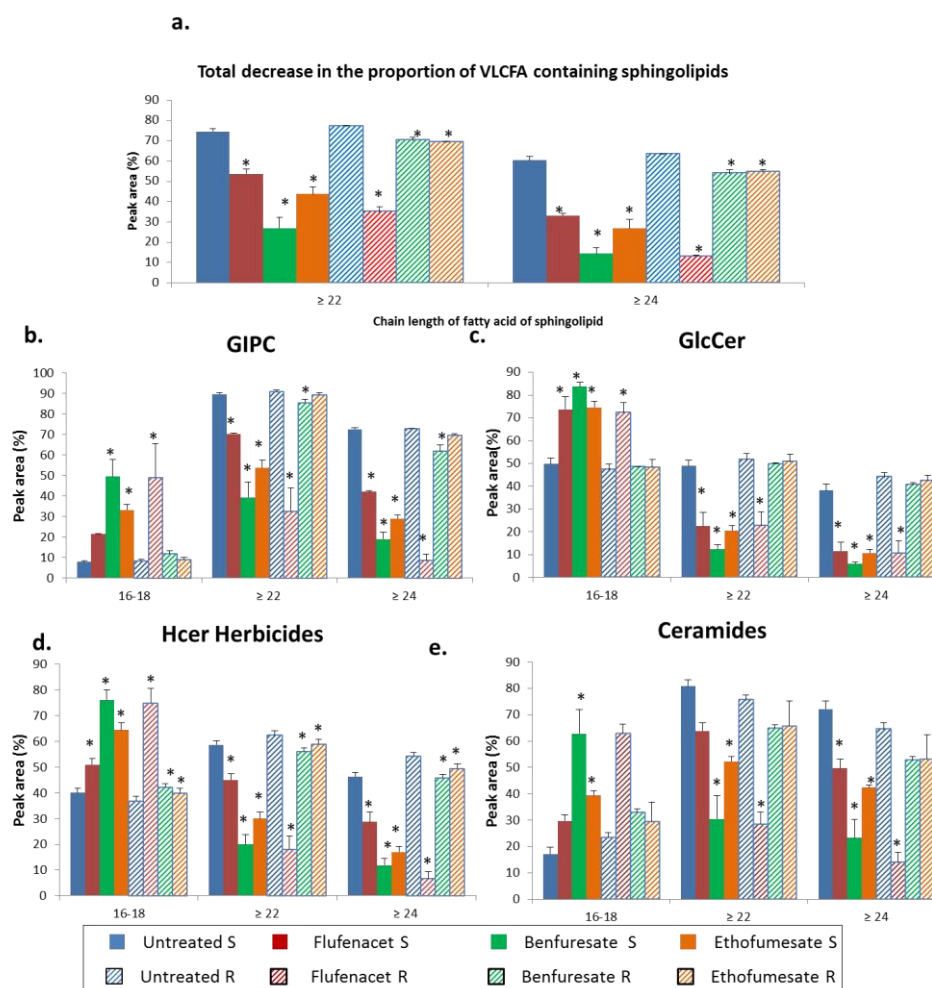 a.
Total decrease in the proportion of VLCFA containing sphingolipids
Peak area (%)
90
80
70
60
50
40
30
20
10
0
* * * * * *
* * * * * *
≥ 22
≥ 24
Chain length of fatty acid of sphingolipid
b.
GIPC
Peak area (%)
100
90
80
70
60
50
40
30
20
10
0
* * *
* * * * *
* * * * *
16-18
≥ 22
≥ 24
c.
GlcCer
Peak area(%)
90
80
70
60
50
40
30
20
10
0
* * * *
* * * *
* * * *
16-18
≥ 22
≥ 24
d.
Hcer Herbicides
Peak area (%)
90
80
70
60
50
40
30
20
10
0
* * * * * *
* * * * * *
* * * * * *
16-18
≥ 22
≥ 24
e.
Ceramides
Peak area (%)
90
80
70
60
50
40
30
20
10
0
* *
* * *
* * * *
16-18
≥ 22
≥ 24
Untreated S
Flufenacet S
Benfuresate S
Ethofumesate S
Untreated R
Flufenacet R
Benfuresate R
Ethofumesate R